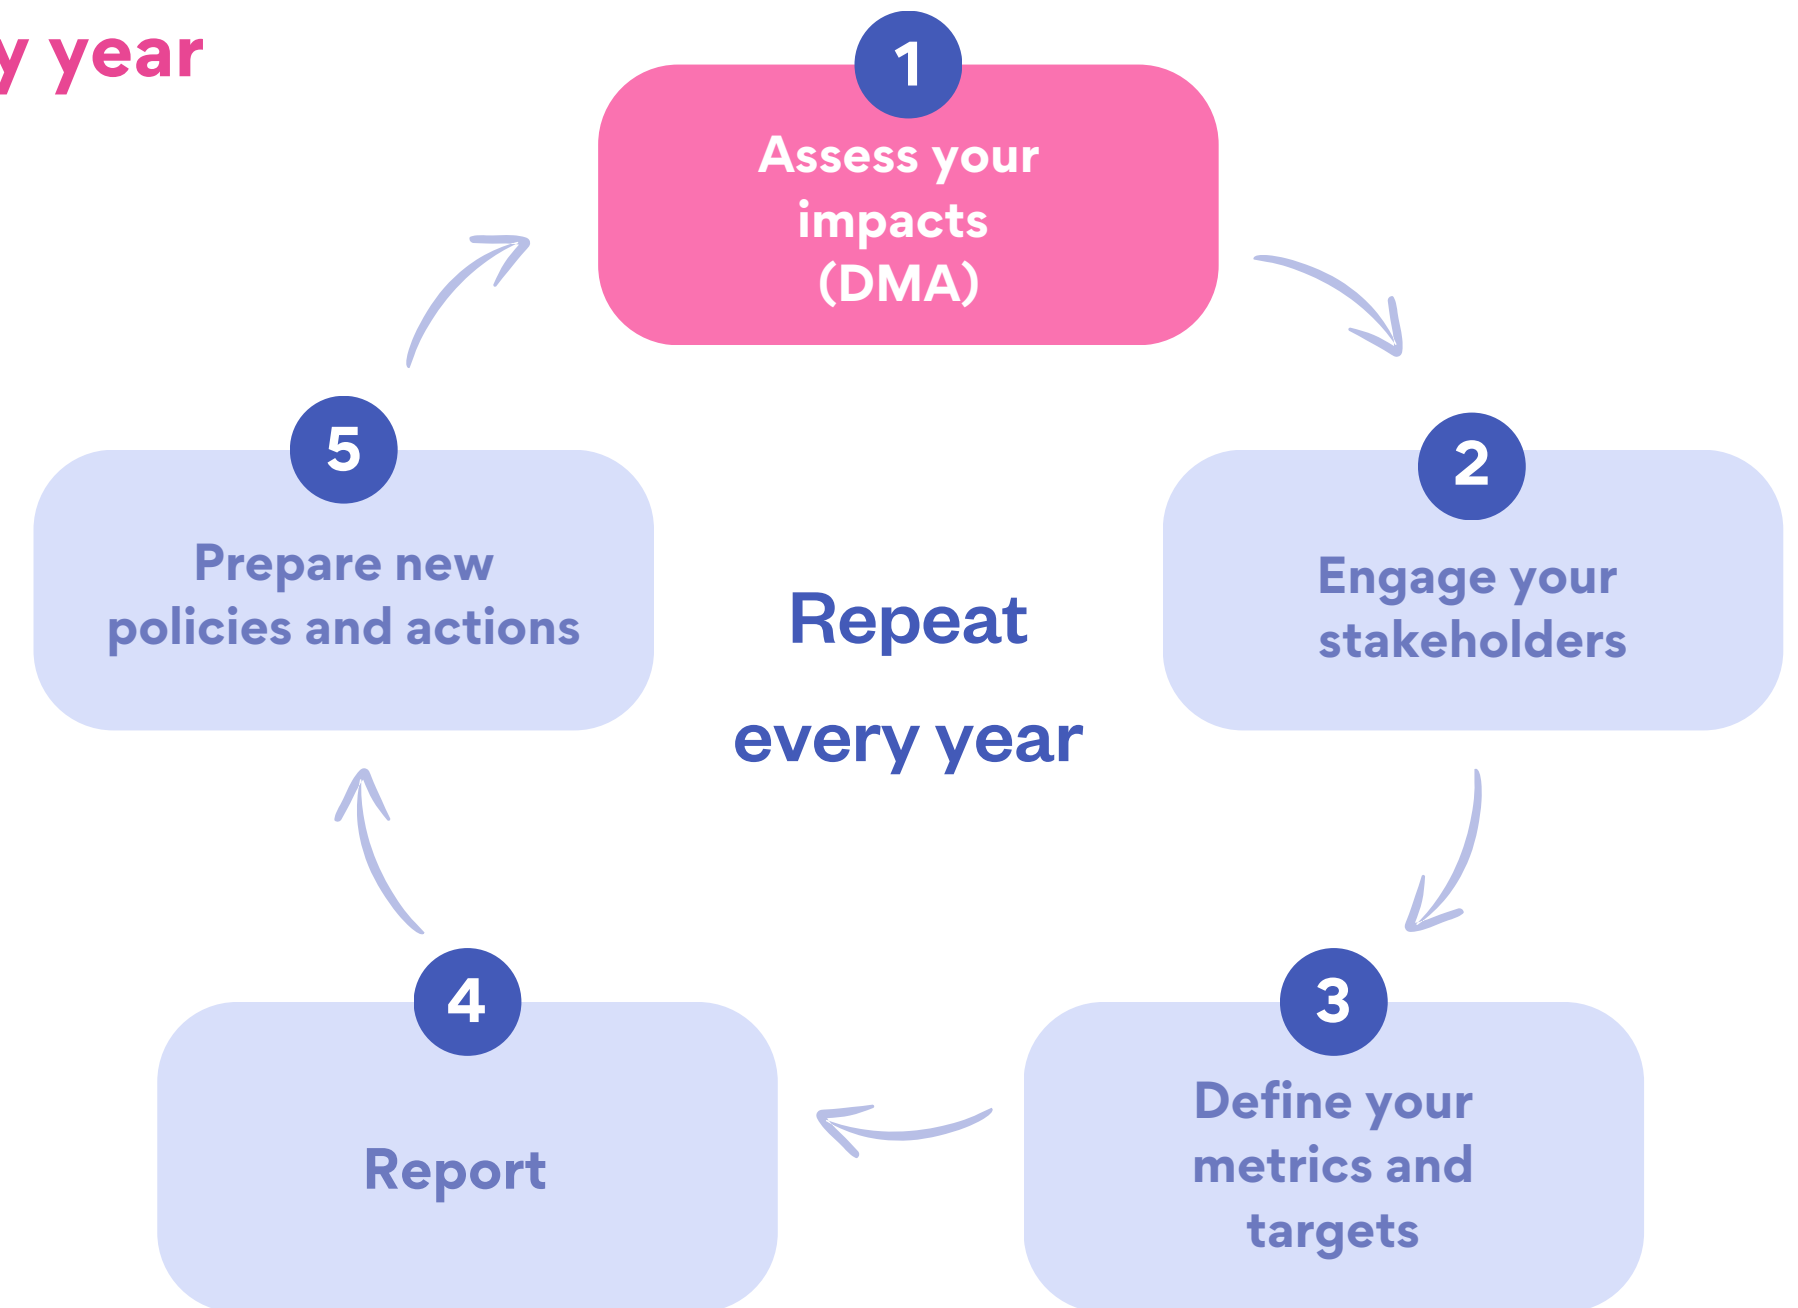 y year
1
Assess your
impacts
(DMA)
2
Engage your
stakeholders
3
Define your
metrics and
targets
4
Report
5
Prepare new
policies and actions
Repeat
every year